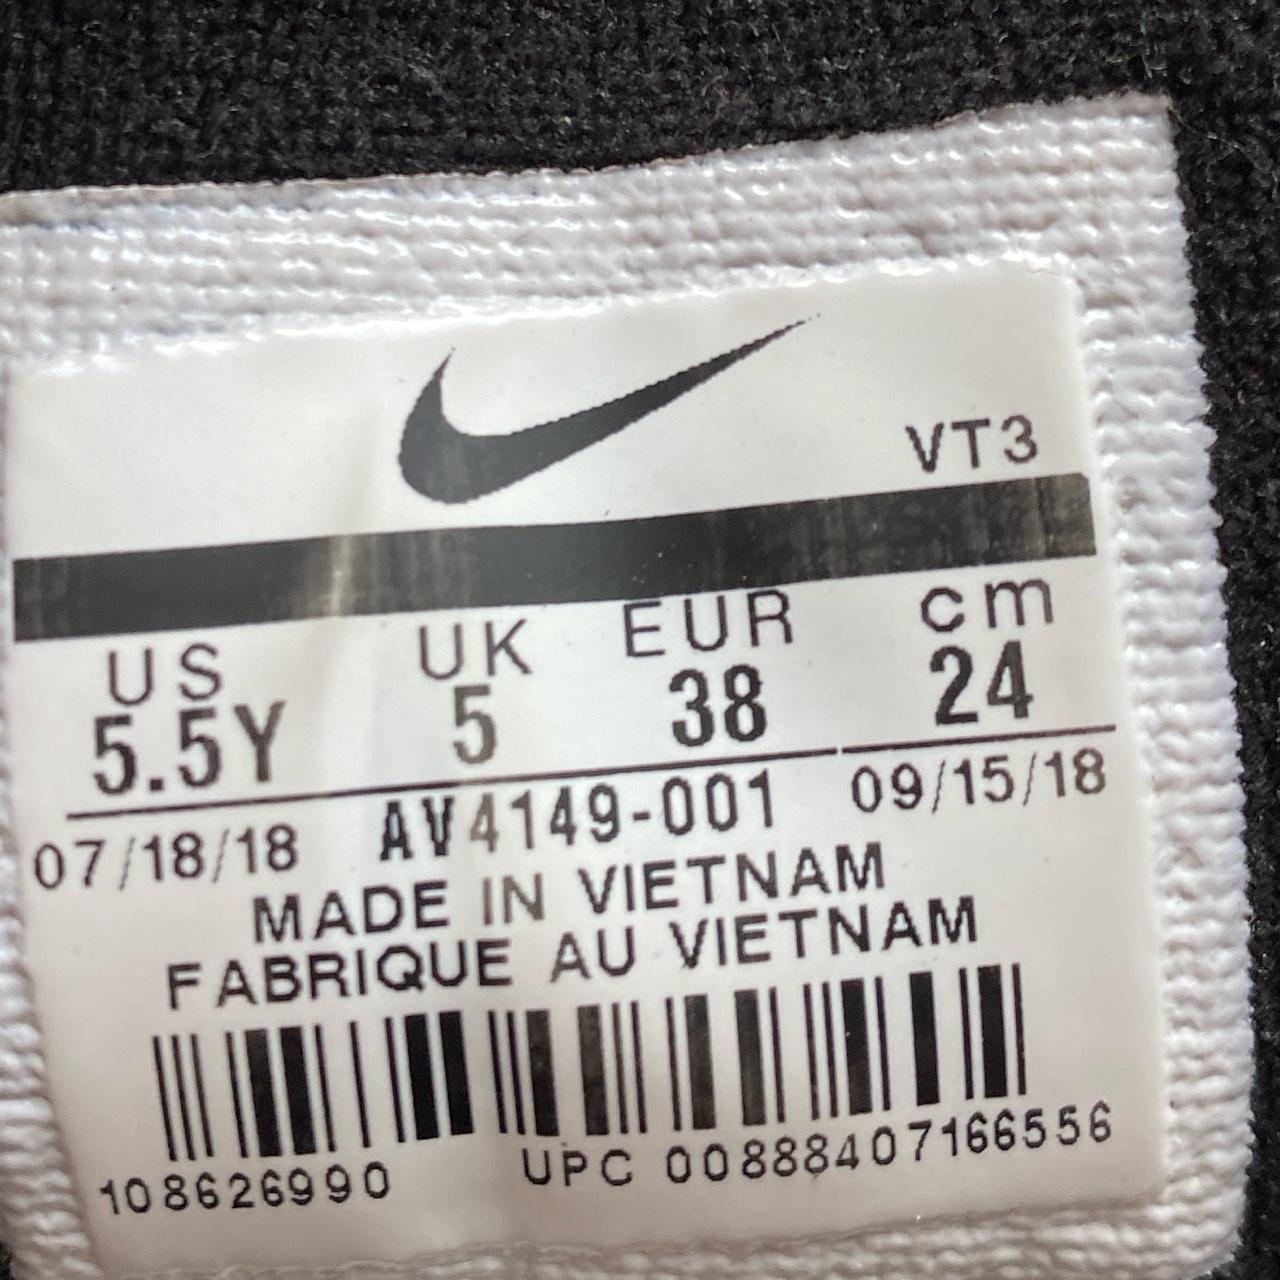 VT3
US UK EUR cm
5.5Y 5 38 24
07/18/18 AV4149-001 09/15/18
MADE IN VIETNAM
FABRIQUE AU VIETNAM
108626990 UPC 00888407166556